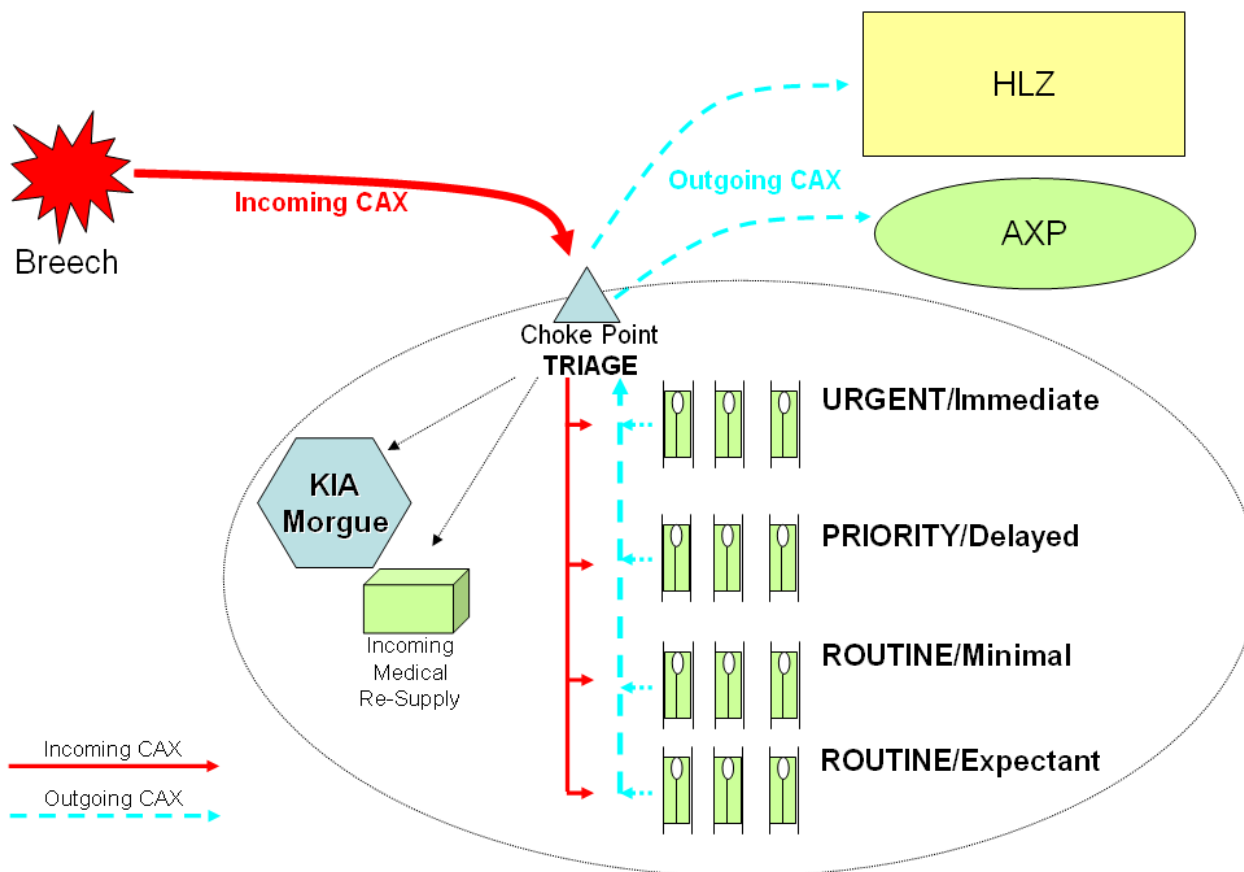 HLZ
Outgoing CAX
Incoming CAX
AXP
Breech
Choke Point
TRIAGE
URGENT/Immediate
KIA
Morgue
PRIORITY/Delayed
Incoming
Medical
Re-Supply
ROUTINE/Minimal
ROUTINE/Expectant
Incoming CAX
Outgoing CAX